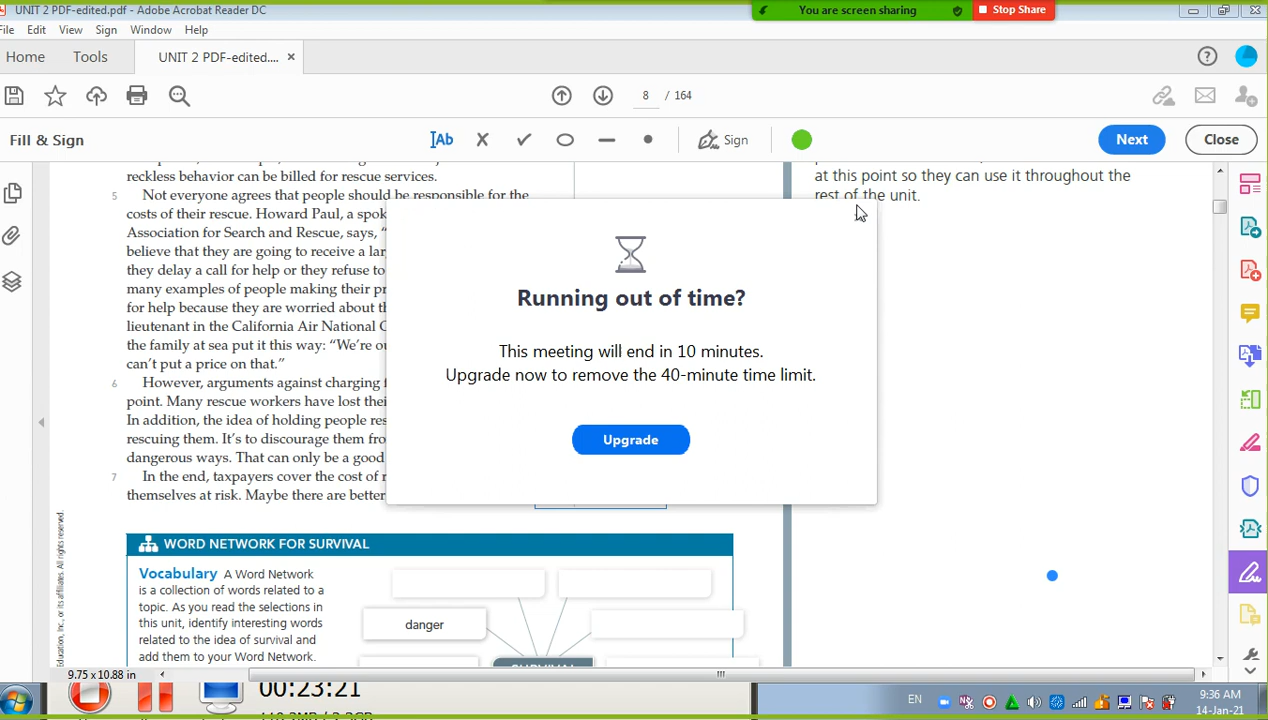 UNIT 2 PDF-edited.pdf - Adobe Acrobat Reader DC
You are screen sharing
Stop Share
File Edit View Sign Window Help
Home Tools UNIT 2 PDF-edited.... ×
8 / 164
Fill & Sign
Ab
Sign
Next
Close
reckless behavior can be billed for rescue services.
5 Not everyone agrees that people should be responsible for the
costs of their rescue. Howard Paul, a
Association for Search and Rescue, says, "
believe that they are going to receive a
they delay a call for help or they refuse to
many examples of people making their
for help because they are worried about
lieutenant in the California Air National
the family at sea put it this way: "We're
can't put a price on that."
6 However, arguments against charging
point. Many rescue workers have lost
In addition, the idea of holding people
rescuing them. It's to discourage them
dangerous ways. That can only be a good
7 In the end, taxpayers cover the cost of
themselves at risk. Maybe there are better
at this point so they can use it throughout the
rest of the unit.
Running out of time?
This meeting will end in 10 minutes.
Upgrade now to remove the 40-minute time limit.
Upgrade
WORD NETWORK FOR SURVIVAL
Vocabulary A Word Network
is a collection of words related to a
topic. As you read the selections in
this unit, identify interesting words
related to the idea of survival and
add them to your Word Network.
danger
SURVIVAL
Education, Inc., or its affiliates. All rights reserved.
9.75 x 10.88 in
00:23:21
EN
9:36 AM
14-Jan-21